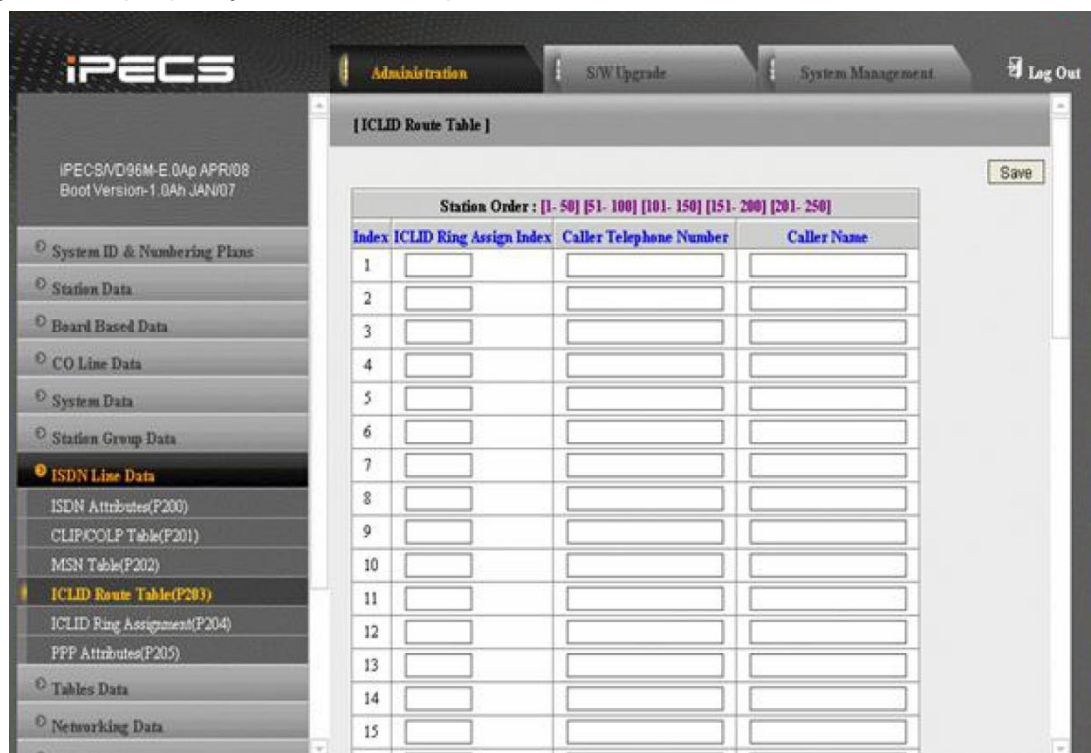 iPECS
Administration
S/W Upgrade
System Management
Log Out
[ ICLID Route Table ]
IPECS/VD96M-E.0Ap APR/08
Boot Version-1.0Ah JAN/07
Save
Station Order : [1- 50] [51- 100] [101- 150] [151- 200] [201- 250]
Index ICLID Ring Assign Index Caller Telephone Number Caller Name
1
2
3
4
5
6
7
8
9
10
11
12
13
14
15
System ID & Numbering Plans
Station Data
Board Based Data
CO Line Data
System Data
Station Group Data
ISDN Line Data
ISDN Attributes(P200)
CLIP/COLP Table(P201)
MSN Table(P202)
ICLID Route Table(P203)
ICLID Ring Assignment(P204)
PPP Attributes(P205)
Tables Data
Networking Data